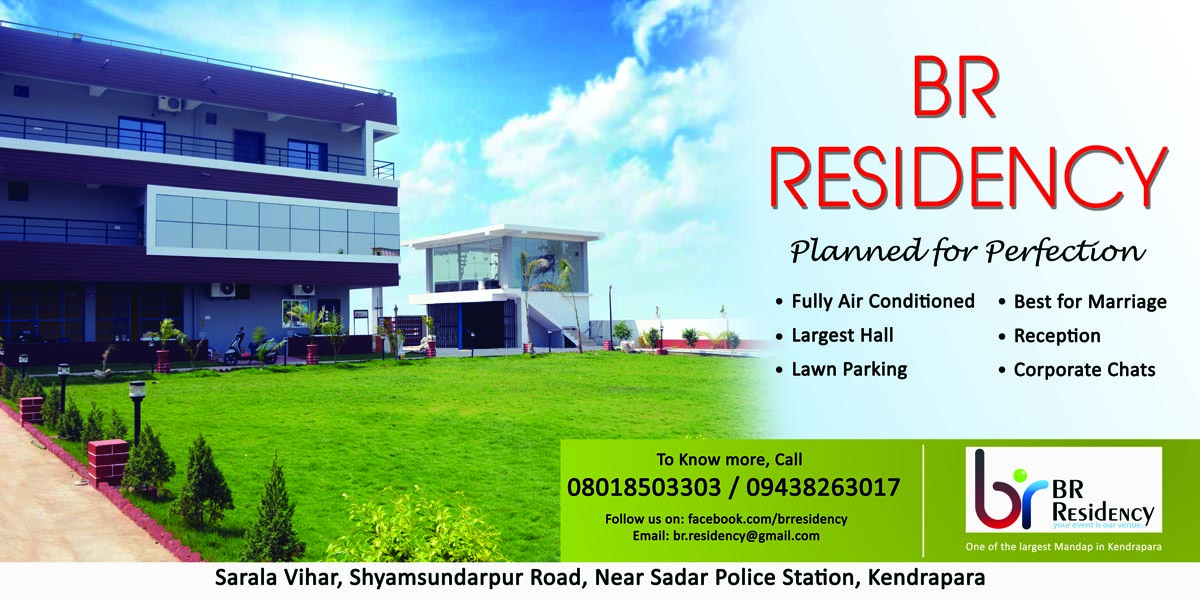 BR
RESIDENCY
Planned for Perfection
• Fully Air Conditioned
• Largest Hall
• Lawn Parking
• Best for Marriage
• Reception
• Corporate Chats
To Know more, Call
08018503303 / 09438263017
Follow us on: facebook.com/brresidency
Email: br.residency@gmail.com
br BR
Residency
your event is our venue..
One of the largest Mandap in Kendrapara
Sarala Vihar, Shyamsundarpur Road, Near Sadar Police Station, Kendrapara